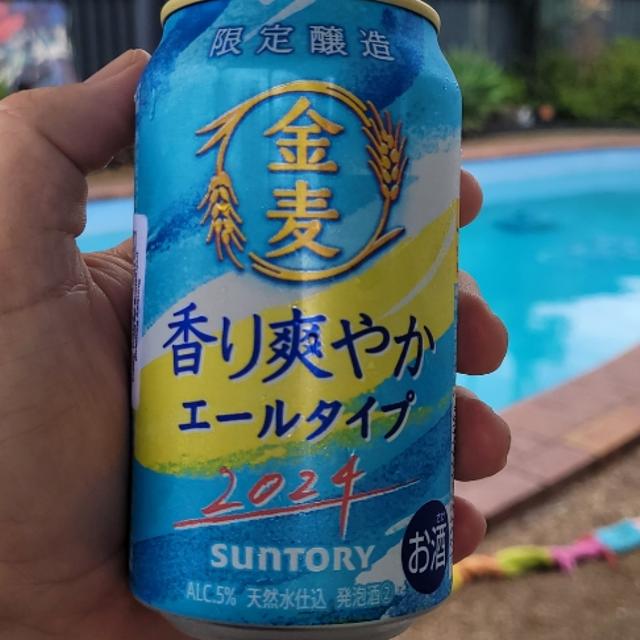 限定醸造
金麦
香り爽やか
エールタイプ
2024
SUNTORY
お酒
ALC.5% 天然水仕込 発泡酒②